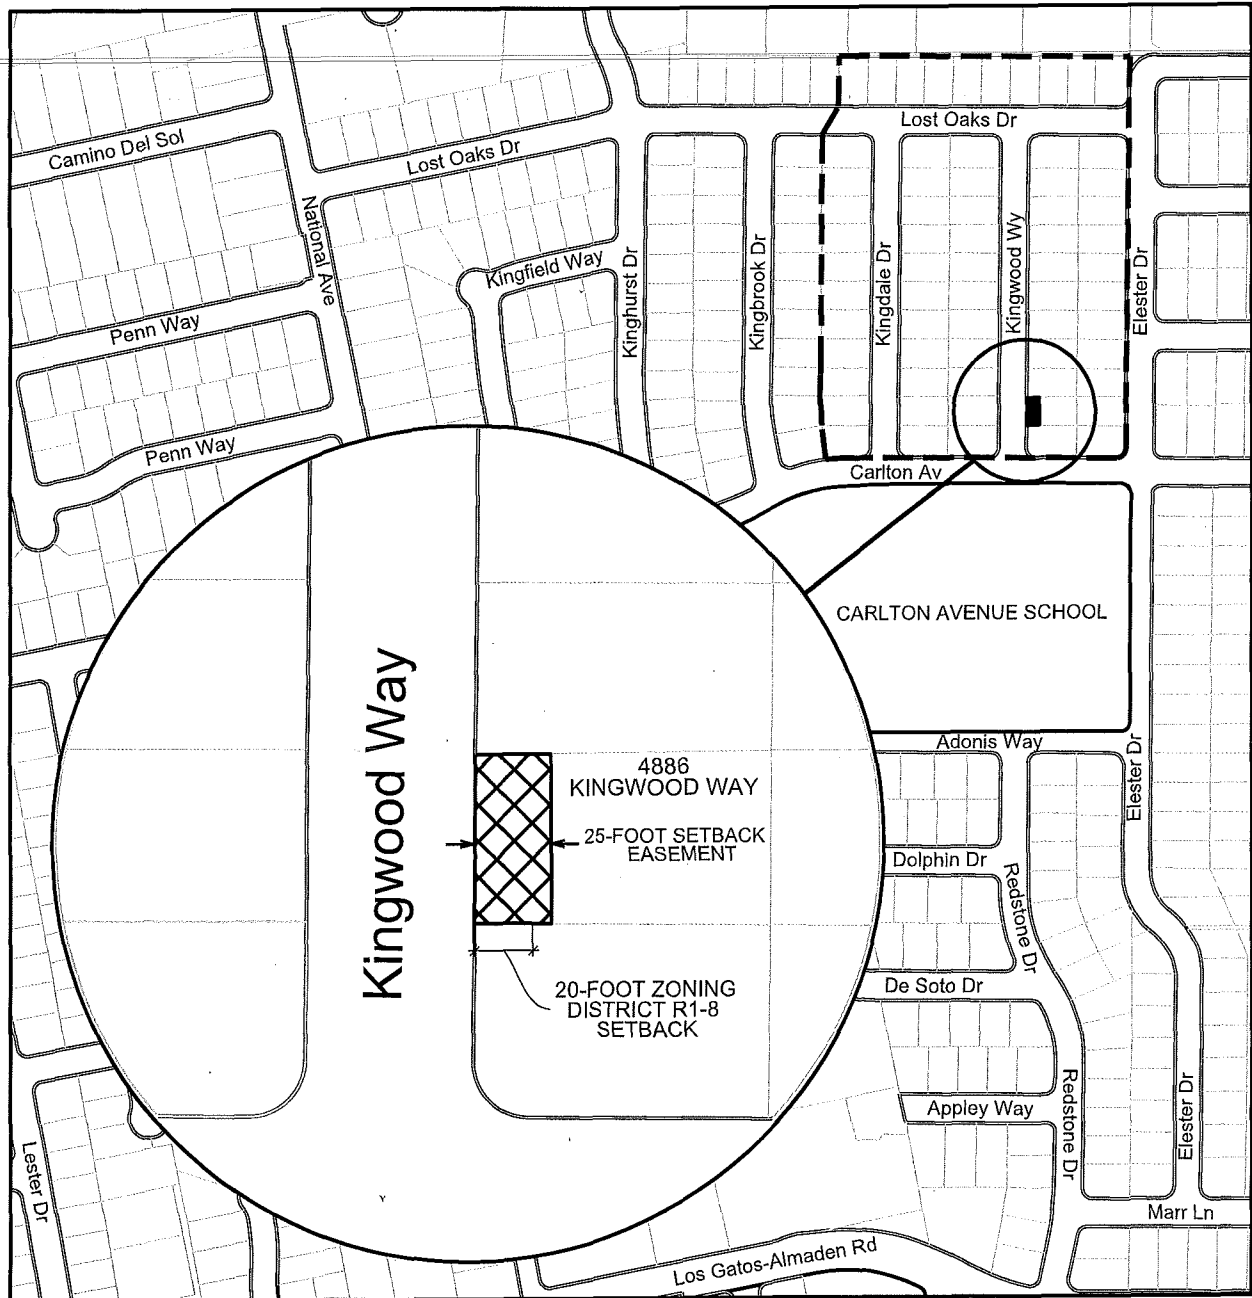 Lost Oaks Dr
Camino Del Sol
Lost Oaks Dr
National Ave
Kingfield Way
Kinghurst Dr
Kingbrook Dr
Kingdale Dr
Kingwood Wy
Elester Dr
Penn Way
Penn Way
Carlton Av
CARLTON AVENUE SCHOOL
Kingwood Way
4886
KINGWOOD WAY
25-FOOT SETBACK
EASEMENT
20-FOOT ZONING
DISTRICT R1-8
SETBACK
Adonis Way
Elester Dr
Dolphin Dr
Redstone Dr
De Soto Dr
Appley Way
Redstone Dr
Elester Dr
Lester Dr
Marr Ln
Los Gatos-Almaden Rd